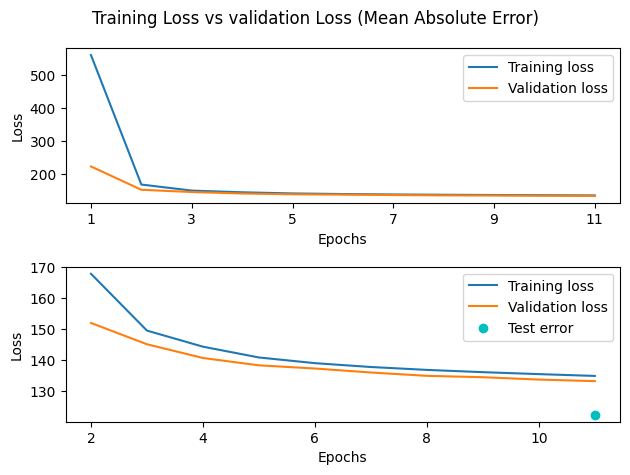 Training Loss vs validation Loss (Mean Absolute Error)
500
400
300
200
Loss
Training loss
Validation loss
1 3 5 7 9 11
Epochs
170
160
150
140
130
Loss
Training loss
Validation loss
Test error
2 4 6 8 10
Epochs